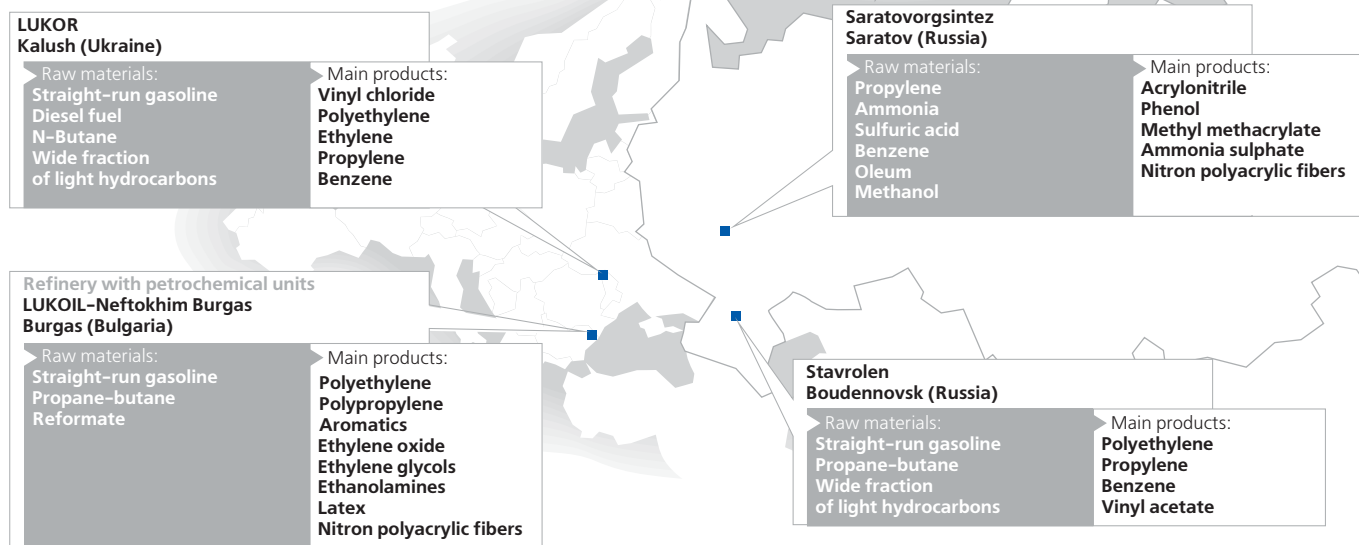 LUKOR
Kalush (Ukraine)
Raw materials:
Straight-run gasoline
Diesel fuel
N-Butane
Wide fraction
of light hydrocarbons
Main products:
Vinyl chloride
Polyethylene
Ethylene
Propylene
Benzene
Saratovorgsintez
Saratov (Russia)
Raw materials:
Propylene
Ammonia
Sulfuric acid
Benzene
Oleum
Methanol
Main products:
Acrylonitrile
Phenol
Methyl methacrylate
Ammonia sulphate
Nitron polyacrylic fibers
Refinery with petrochemical units
LUKOIL-Neftokhim Burgas
Burgas (Bulgaria)
Raw materials:
Straight-run gasoline
Propane-butane
Reformate
Main products:
Polyethylene
Polypropylene
Aromatics
Ethylene oxide
Ethylene glycols
Ethanolamines
Latex
Nitron polyacrylic fibers
Stavrolen
Boudennovsk (Russia)
Raw materials:
Straight-run gasoline
Propane-butane
Wide fraction
of light hydrocarbons
Main products:
Polyethylene
Propylene
Benzene
Vinyl acetate